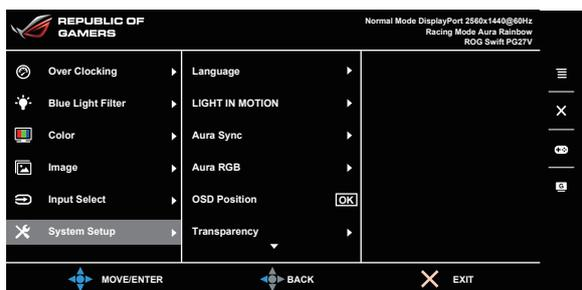 REPUBLIC OF
GAMERS
Normal Mode DisplayPort 2560x1440@60Hz
Racing Mode Aura Rainbow
ROG Swift PG27V
Over Clocking
Language
Blue Light Filter
LIGHT IN MOTION
Color
Aura Sync
Image
Aura RGB
Input Select
OSD Position
OK
System Setup
Transparency
G
MOVE/ENTER
BACK
EXIT